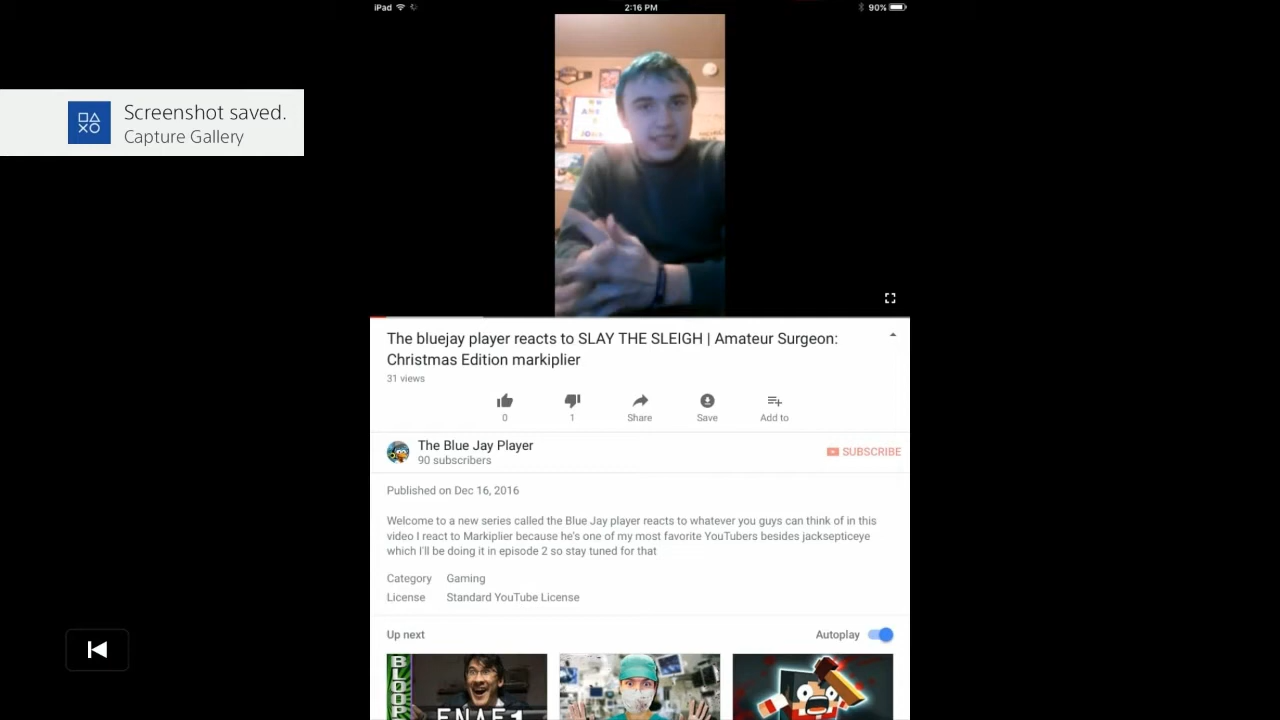 iPad
2:16 PM
90%
Screenshot saved.
Capture Gallery
The bluejay player reacts to SLAY THE SLEIGH | Amateur Surgeon:
Christmas Edition markiplier
31 views
0
1
Share
Save
Add to
The Blue Jay Player
90 subscribers
SUBSCRIBE
Published on Dec 16, 2016
Welcome to a new series called the Blue Jay player reacts to whatever you guys can think of in this
video I react to Markiplier because he's one of my most favorite YouTubers besides jacksepticeye
which I'll be doing it in episode 2 so stay tuned for that
Category Gaming
License Standard YouTube License
Up next
Autoplay
BLOOP
FNAF1